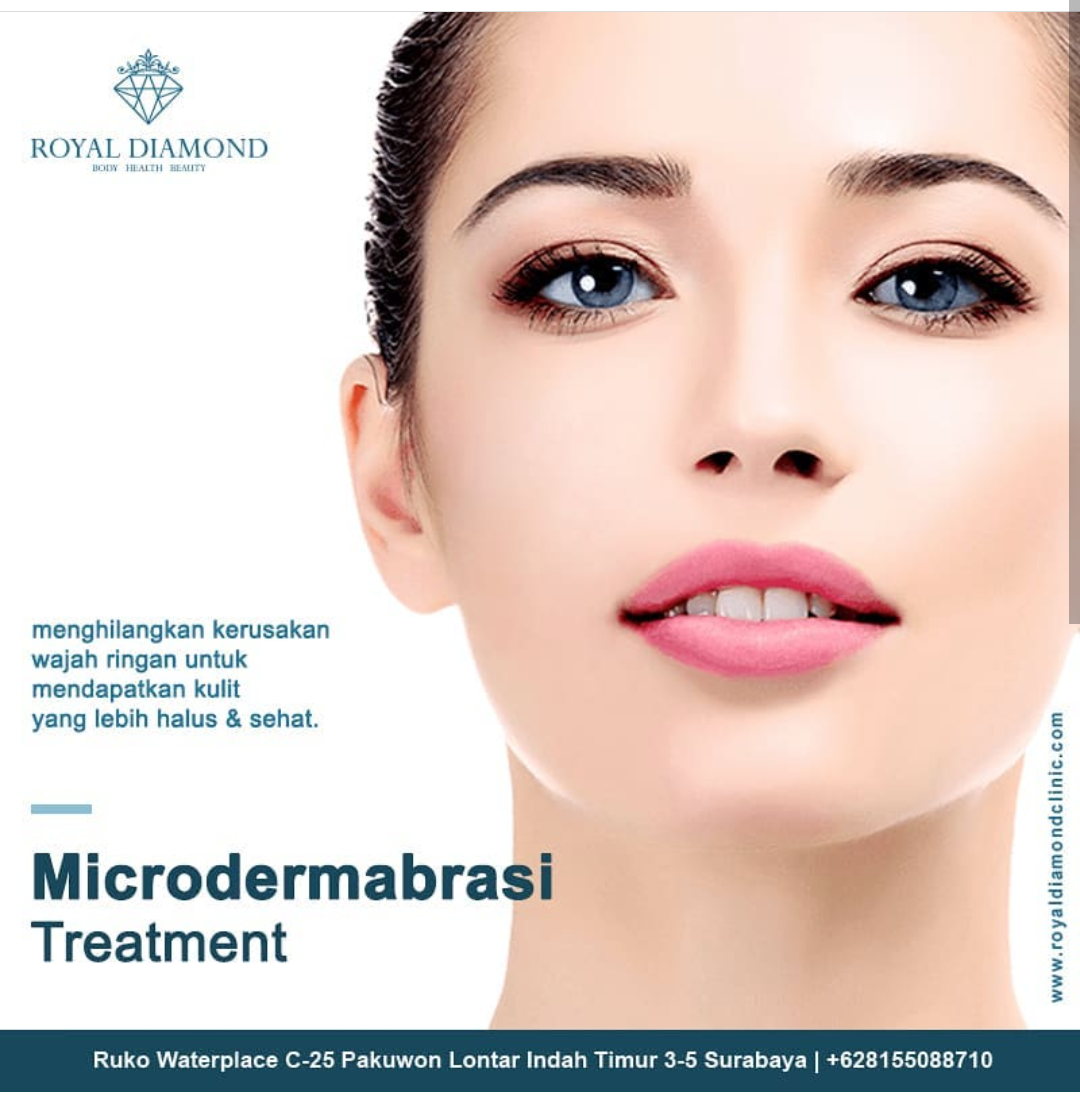 ROYAL DIAMOND
BODY HEALTH BEAUTY
menghilangkan kerusakan
wajah ringan untuk
mendapatkan kulit
yang lebih halus & sehat.
Microdermabrasi
Treatment
www.royaldiamondclinic.com
Ruko Waterplace C-25 Pakuwon Lontar Indah Timur 3-5 Surabaya | +628155088710